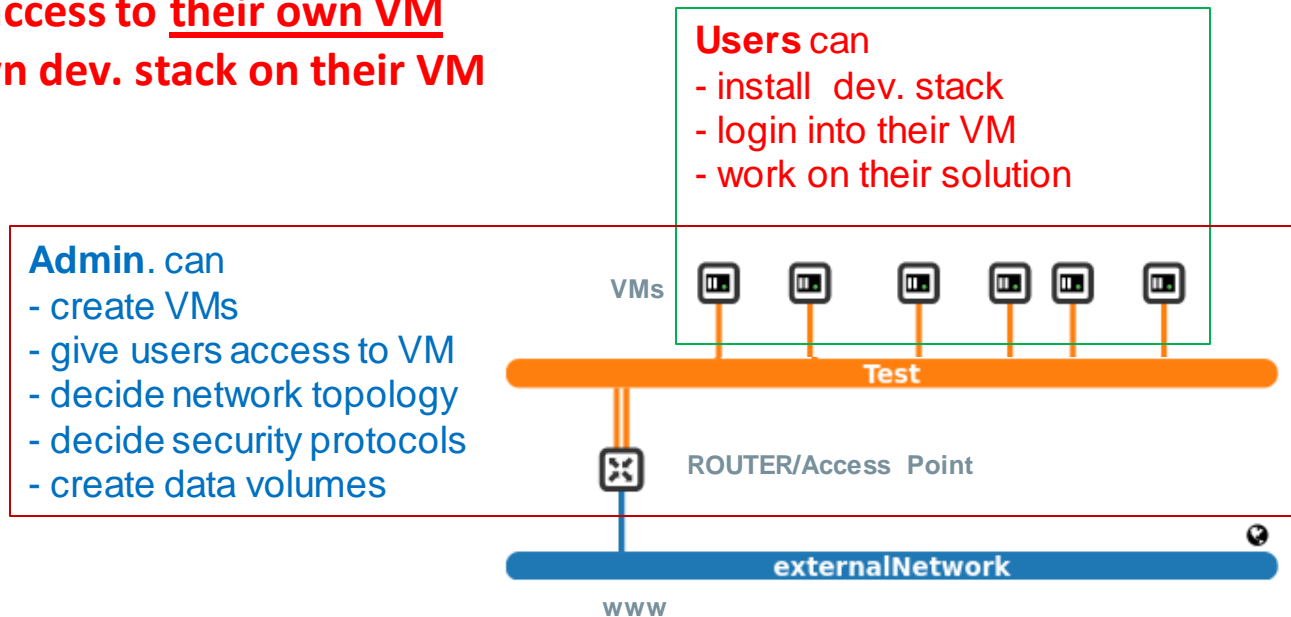 access to their own VM
n dev. stack on their VM
Users can
- install dev. stack
- login into their VM
- work on their solution
Admin. can
- create VMs
- give users access to VM
- decide network topology
- decide security protocols
- create data volumes
VMs
Test
ROUTER/Access Point
externalNetwork
www